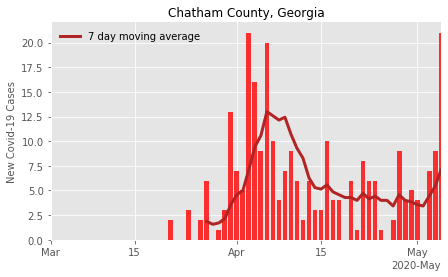 Chatham County, Georgia
7 day moving average
New Covid-19 Cases
20.0
17.5
15.0
12.5
10.0
7.5
5.0
2.5
0.0
Mar
15
Apr
15
May
2020-May